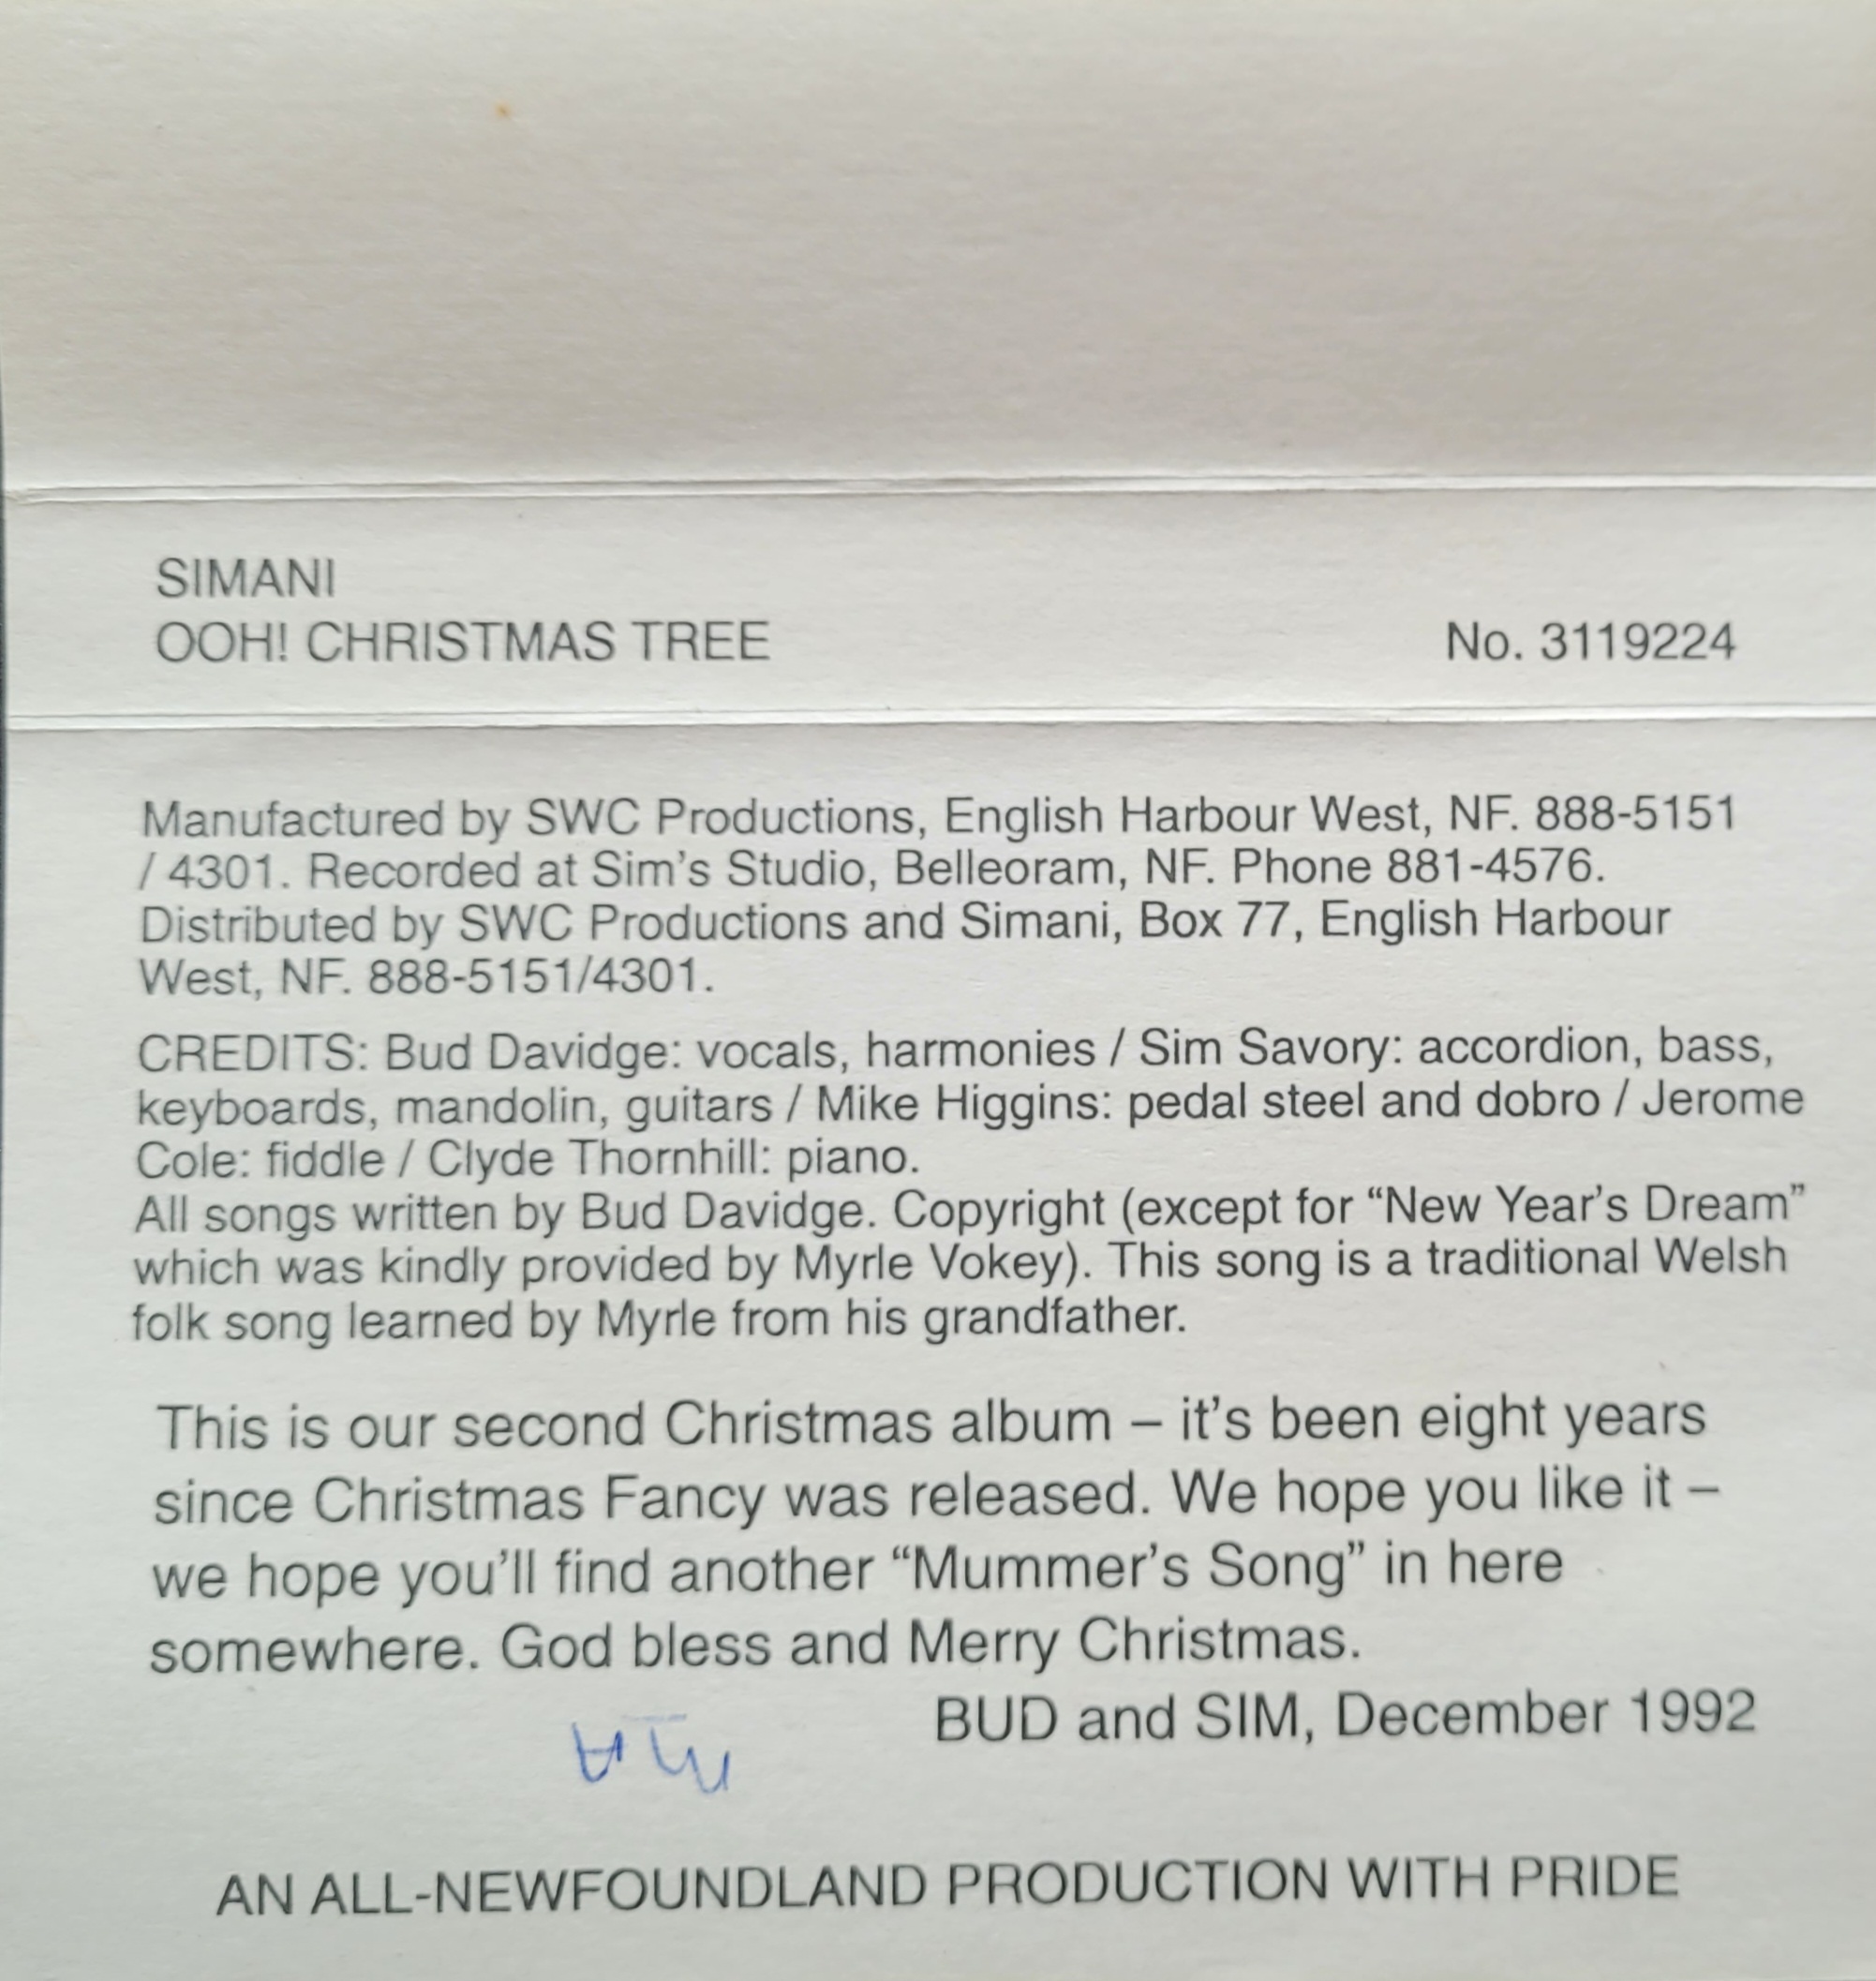 SIMANI
OOH! CHRISTMAS TREE
No. 3119224
Manufactured by SWC Productions, English Harbour West, NF. 888-5151
/ 4301. Recorded at Sim's Studio, Belleoram, NF. Phone 881-4576.
Distributed by SWC Productions and Simani, Box 77, English Harbour
West, NF. 888-5151/4301.
CREDITS: Bud Davidge: vocals, harmonies / Sim Savory: accordion, bass,
keyboards, mandolin, guitars / Mike Higgins: pedal steel and dobro / Jerome
Cole: fiddle / Clyde Thornhill: piano.
All songs written by Bud Davidge. Copyright (except for “New Year's Dream”
which was kindly provided by Myrle Vokey). This song is a traditional Welsh
folk song learned by Myrle from his grandfather.
This is our second Christmas album – it's been eight years
since Christmas Fancy was released. We hope you like it –
we hope you'll find another “Mummer's Song” in here
somewhere. God bless and Merry Christmas.
BUD and SIM, December 1992
AN ALL-NEWFOUNDLAND PRODUCTION WITH PRIDE